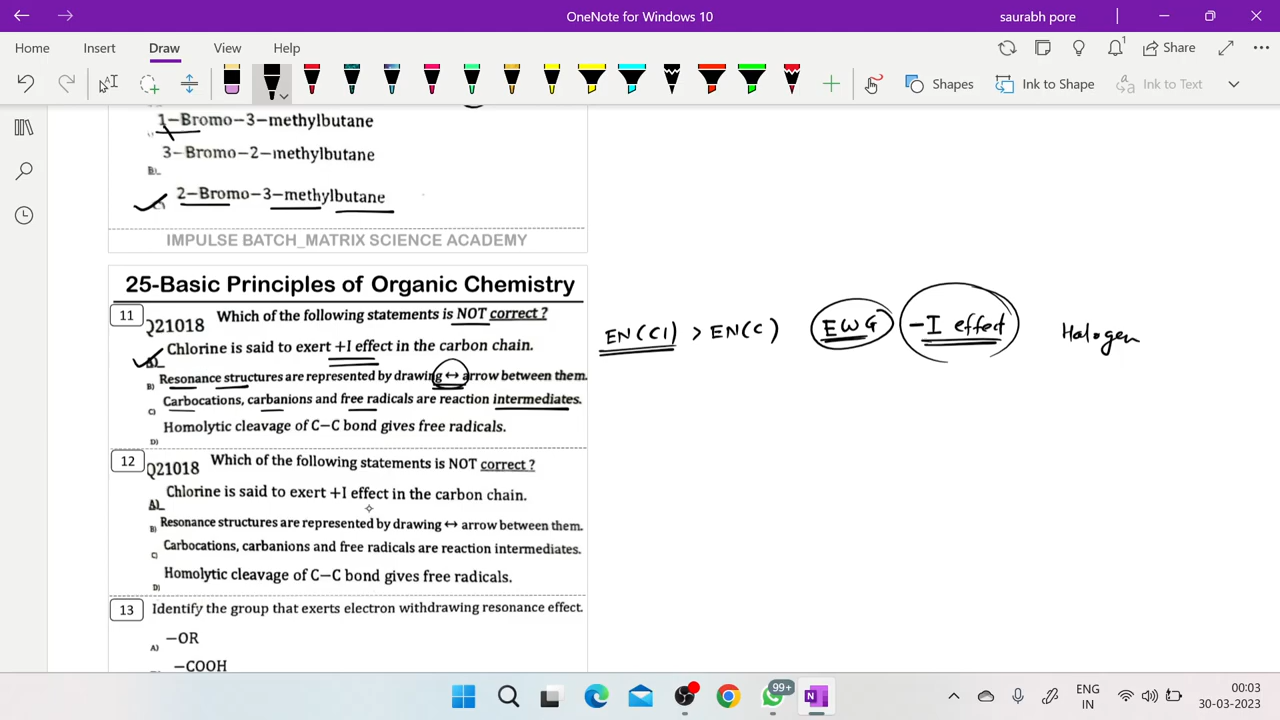 OneNote for Windows 10
saurabh pore
Home
Insert
Draw
View
Help
Share
Shapes
Ink to Shape
Ink to Text
1-Bromo-3-methylbutane
3-Bromo-2-methylbutane
B)
2-Bromo-3-methylbutane
IMPULSE BATCH_MATRIX SCIENCE ACADEMY
25-Basic Principles of Organic Chemistry
11
Q21018 Which of the following statements is NOT correct ?
Chlorine is said to exert +I effect in the carbon chain.
B) Resonance structures are represented by drawing ↔ arrow between them.
C) Carbocations, carbanions and free radicals are reaction intermediates.
D) Homolytic cleavage of C-C bond gives free radicals.
EN(Cl) > EN(C)
EWG
-I effect
Halogen
12
Q21018 Which of the following statements is NOT correct ?
A) Chlorine is said to exert +I effect in the carbon chain.
B) Resonance structures are represented by drawing ↔ arrow between them.
C) Carbocations, carbanions and free radicals are reaction intermediates.
D) Homolytic cleavage of C-C bond gives free radicals.
13 Identify the group that exerts electron withdrawing resonance effect.
A) -OR
-COOH
99+
ENG
IN
00:03
30-03-2023